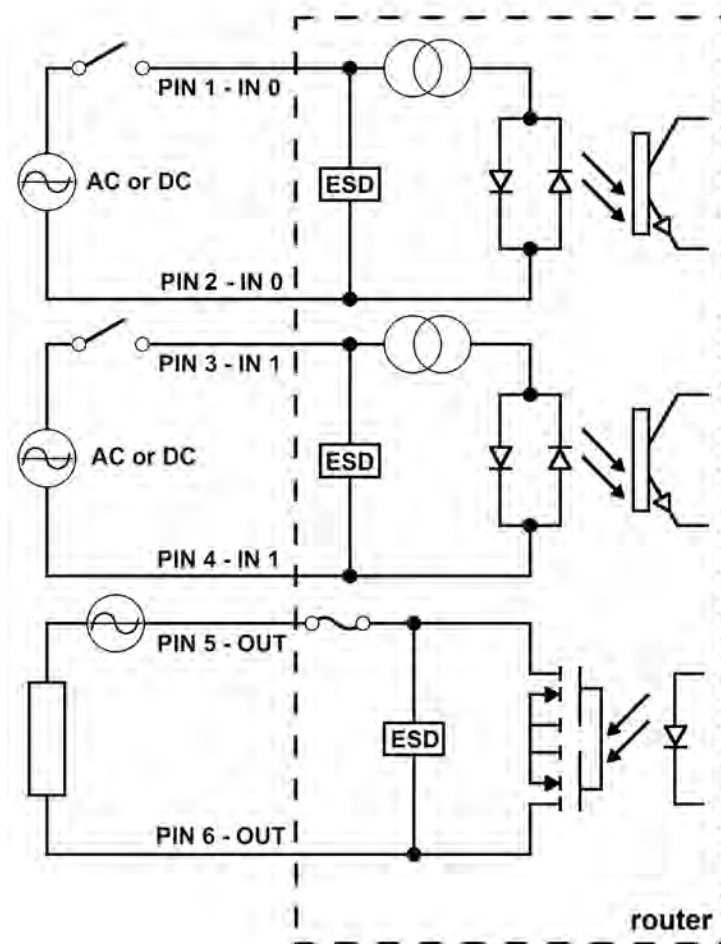 PIN 1 - IN 0
AC or DC
ESD
PIN 2 - IN 0
PIN 3 - IN 1
AC or DC
ESD
PIN 4 - IN 1
PIN 5 - OUT
ESD
PIN 6 - OUT
router